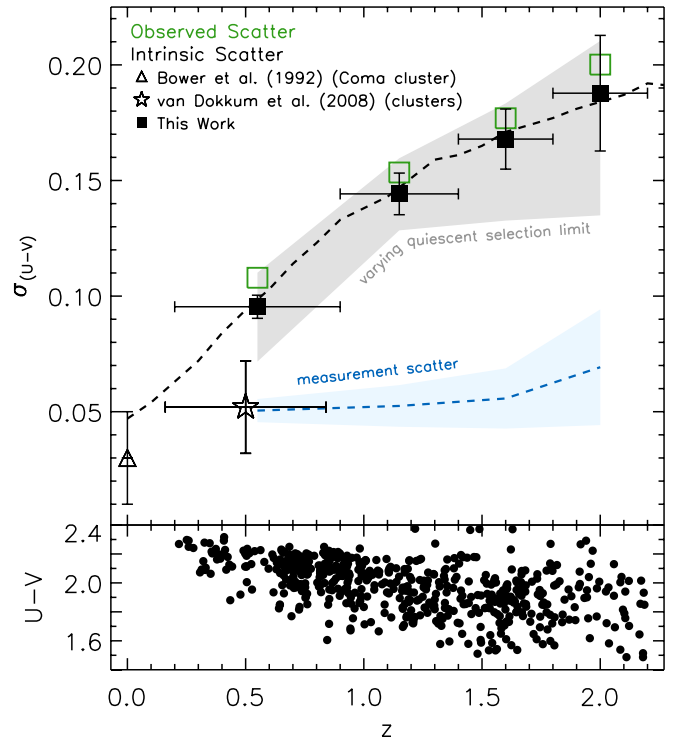 Observed Scatter
Intrinsic Scatter
Bower et al. (1992) (Coma cluster)
van Dokkum et al. (2008) (clusters)
This Work
0.20
0.15
0.10
0.05
σ(U−V)
varying quiescent selection limit
measurement scatter
2.4
2.0
1.6
U−V
0.0 0.5 1.0 1.5 2.0
z